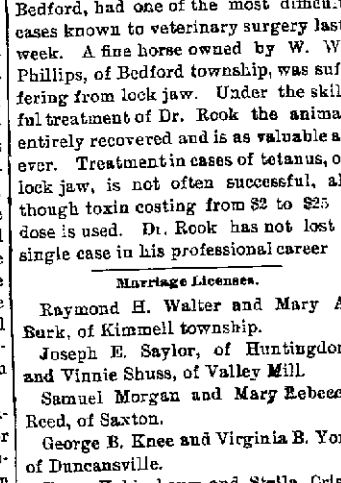 Bedford, had one of the most difficult
cases known to veterinary surgery last
week. A fine horse owned by W. W
Phillips, of Bedford township, was suf
fering from lock jaw. Under the skil
ful treatment of Dr. Rook the anima
entirely recovered and is as valuable a
ever. Treatment in cases of tetanus, o
lock jaw, is not often successful, al
though toxin costing from $2 to $25
dose is used. Dr. Rook has not lost
single case in his professional career
Marriage Licenses.
Raymond H. Walter and Mary A
Burk, of Kimmell township.
Joseph E. Saylor, of Huntingdon
and Vinnie Shuss, of Valley Mill.
Samuel Morgan and Mary Rebecc
Reed, of Saxton.
George B. Knee and Virginia B. Yor
of Duncansville.